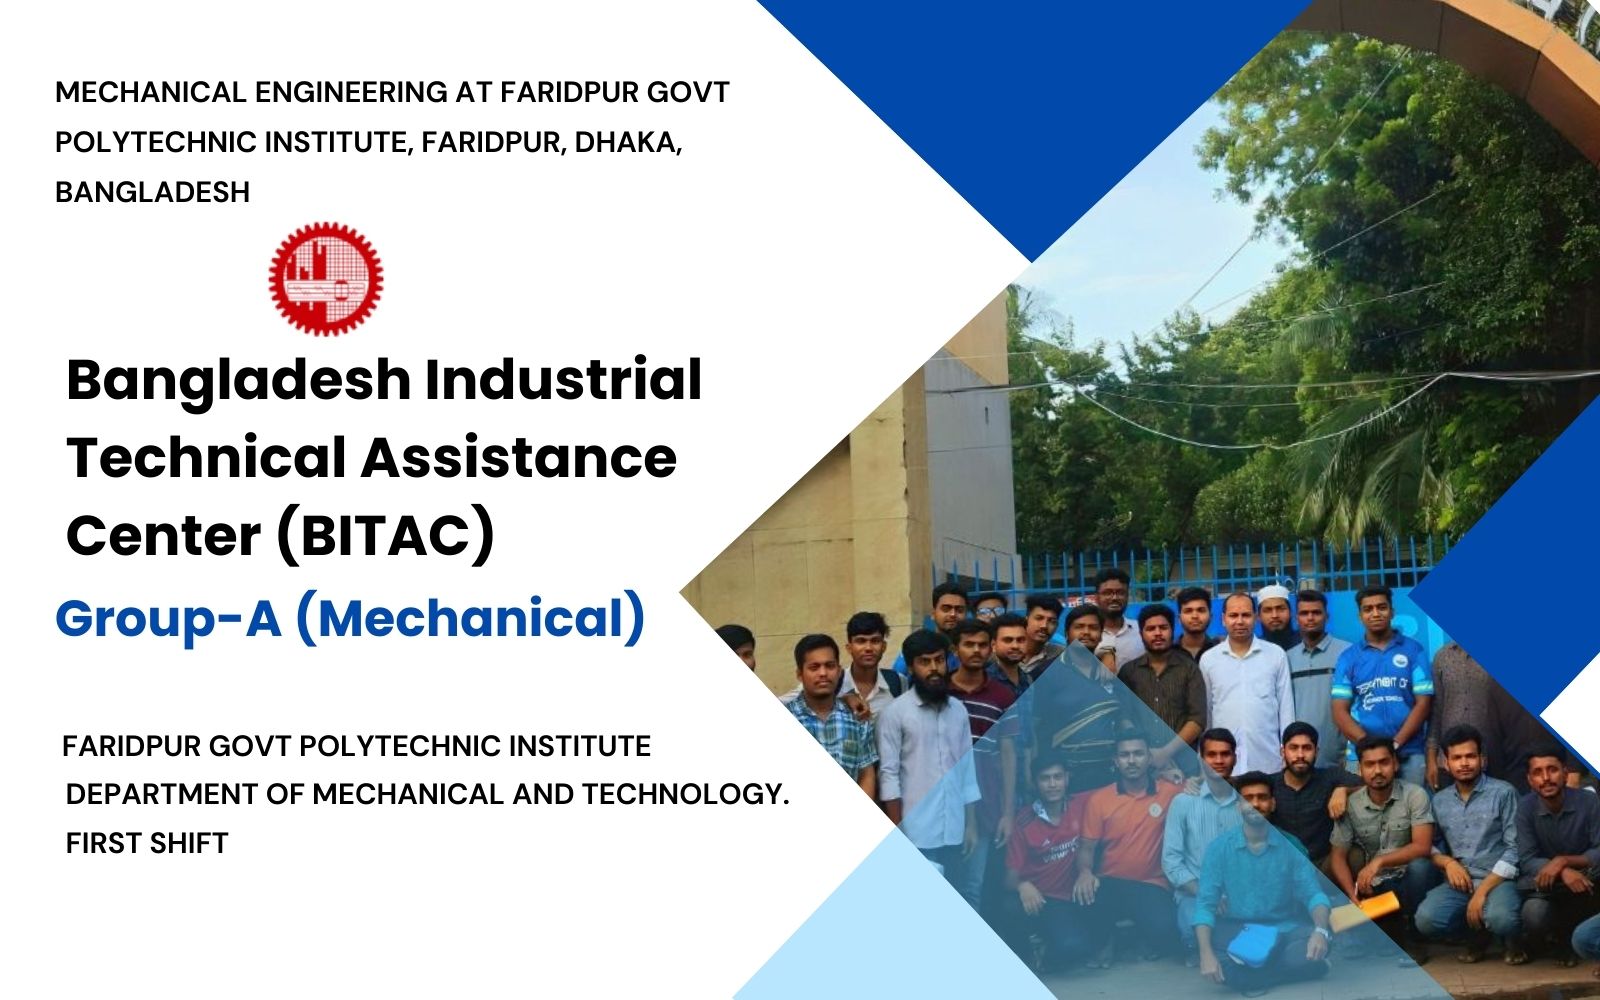 MECHANICAL ENGINEERING AT FARIDPUR GOVT
POLYTECHNIC INSTITUTE, FARIDPUR, DHAKA,
BANGLADESH
Bangladesh Industrial
Technical Assistance
Center (BITAC)
Group-A (Mechanical)
FARIDPUR GOVT POLYTECHNIC INSTITUTE
DEPARTMENT OF MECHANICAL AND TECHNOLOGY.
FIRST SHIFT